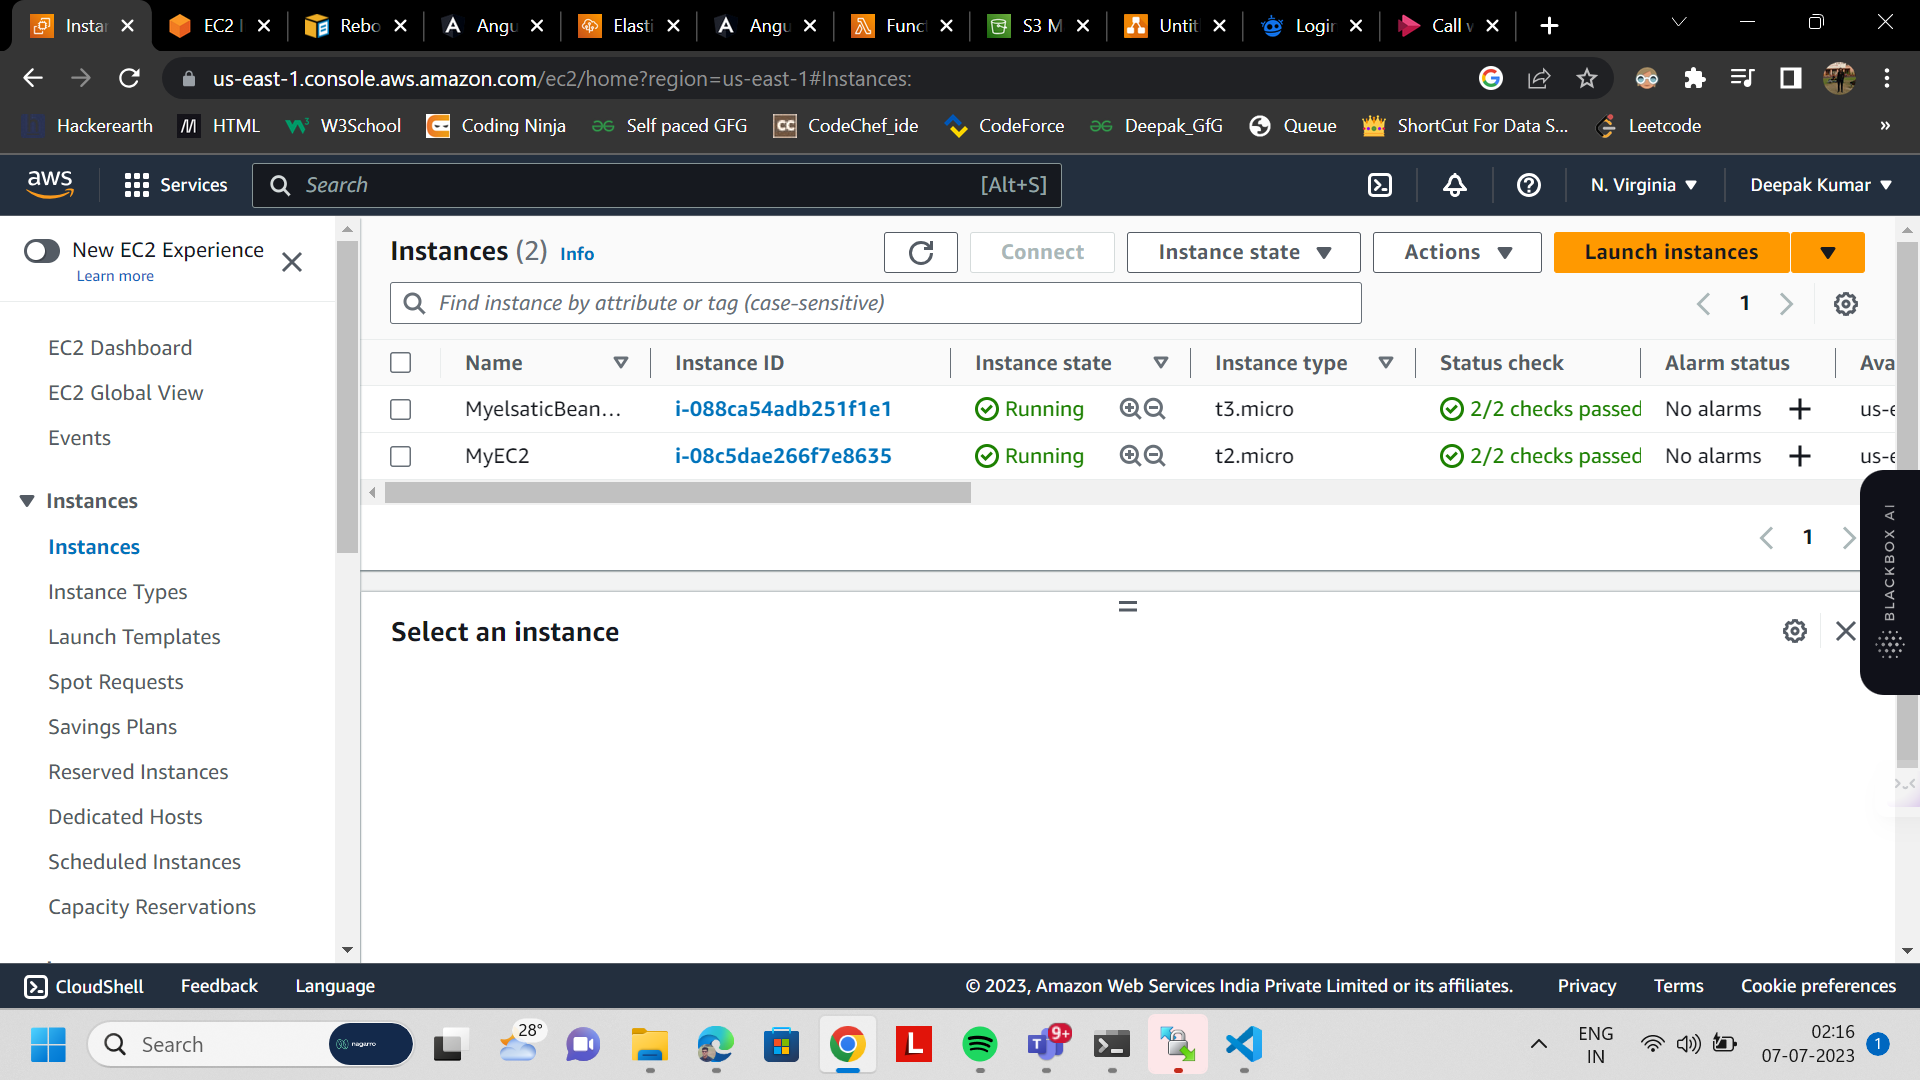 Instar
EC2 I
Rebo
Angu
Elasti
Angu
Func
S3 M
Untit
Login
Call v
us-east-1.console.aws.amazon.com/ec2/home?region=us-east-1#Instances:
Hackerearth
HTML
W3School
Coding Ninja
Self paced GFG
CodeChef_ide
CodeForce
Deepak_GfG
Queue
ShortCut For Data S...
Leetcode
»
aws
Services
Search
[Alt+S]
N. Virginia
Deepak Kumar
New EC2 Experience
Learn more
EC2 Dashboard
EC2 Global View
Events
Instances
Instances
Instance Types
Launch Templates
Spot Requests
Savings Plans
Reserved Instances
Dedicated Hosts
Scheduled Instances
Capacity Reservations
Instances (2) Info
Connect
Instance state
Actions
Launch instances
Find instance by attribute or tag (case-sensitive)
1
Name Instance ID Instance state Instance type Status check Alarm status Ava
MyelsaticBean... i-088ca54adb251f1e1 Running t3.micro 2/2 checks passed No alarms + us-e
MyEC2 i-08c5dae266f7e8635 Running t2.micro 2/2 checks passed No alarms + us-e
1
BLACKBOX AI
Select an instance
CloudShell
Feedback
Language
© 2023, Amazon Web Services India Private Limited or its affiliates.
Privacy
Terms
Cookie preferences
Search
nagarro
28°
L
9+
ENG
IN
02:16
07-07-2023
1